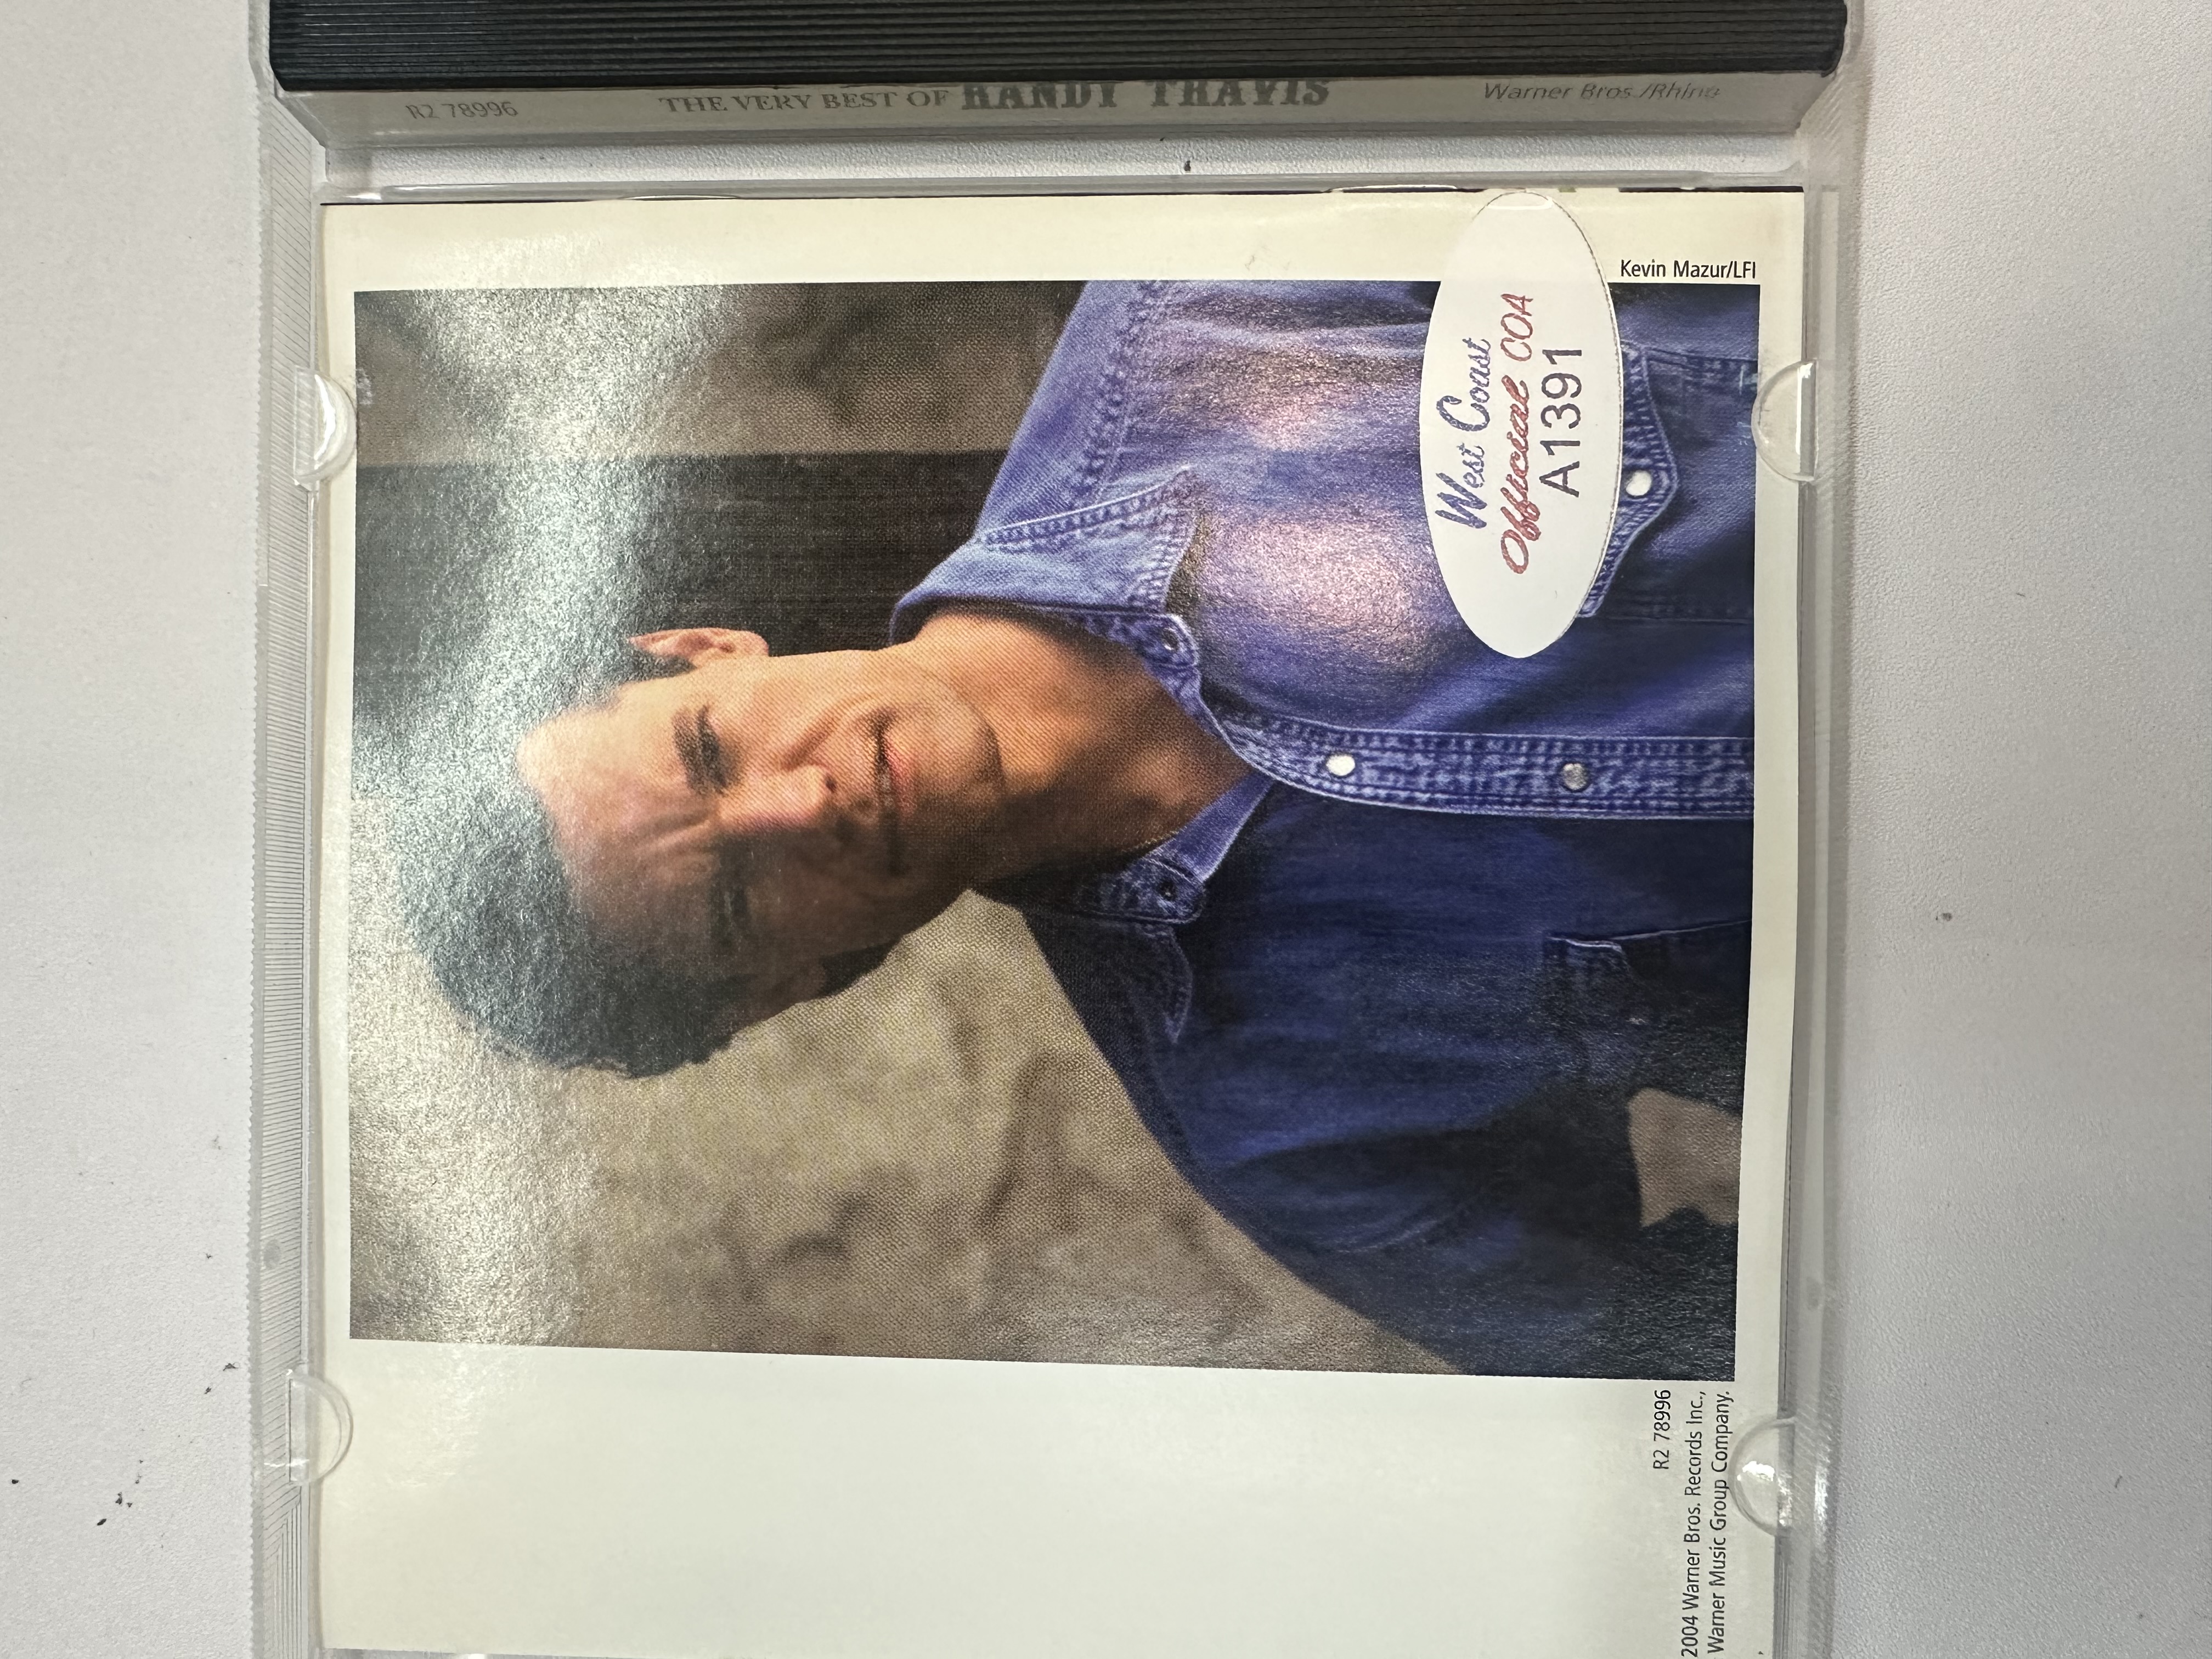 R2 78996
THE VERY BEST OF RANDY TRAVIS
Warner Bros./Rhino
Kevin Mazur/LFI
West Coast
Official COA
A1391
R2 78996
2004 Warner Bros. Records Inc.,
Warner Music Group Company.